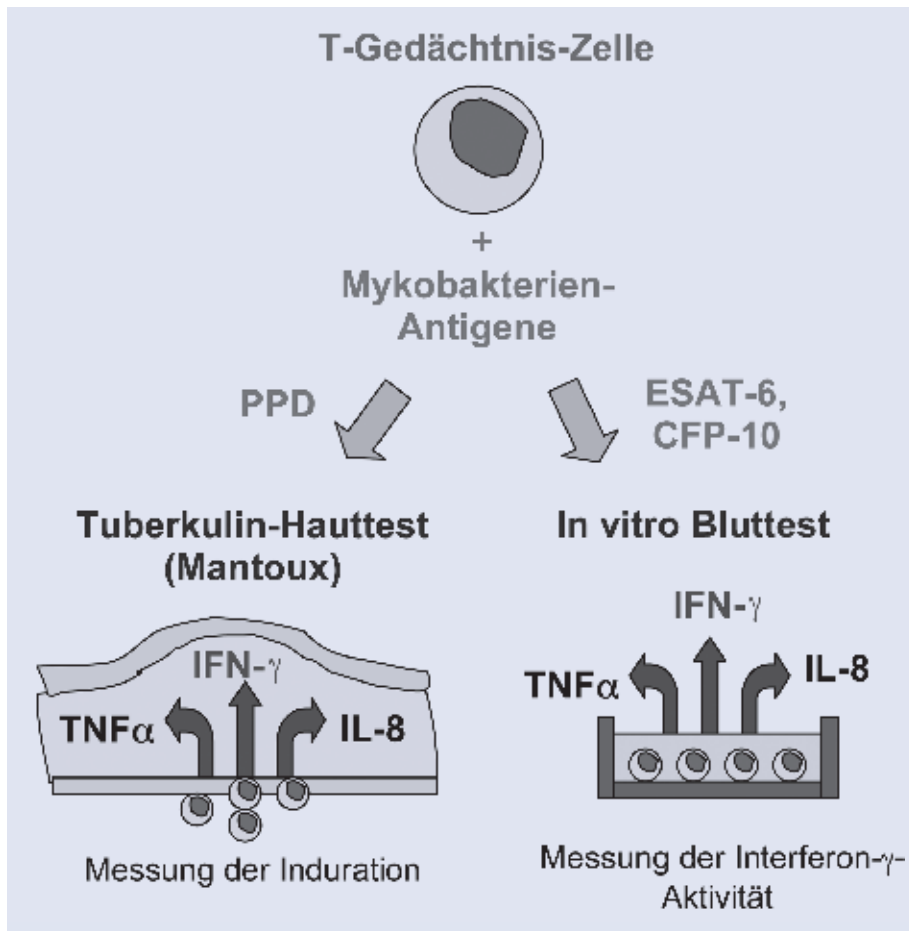 T-Gedächtnis-Zelle
+
Mykobakterien-
Antigene
PPD
ESAT-6,
CFP-10
Tuberkulin-Hauttest
(Mantoux)
IFN-γ
TNFα
IL-8
Messung der Induration
In vitro Bluttest
IFN-γ
TNFα
IL-8
Messung der Interferon-γ-
Aktivität